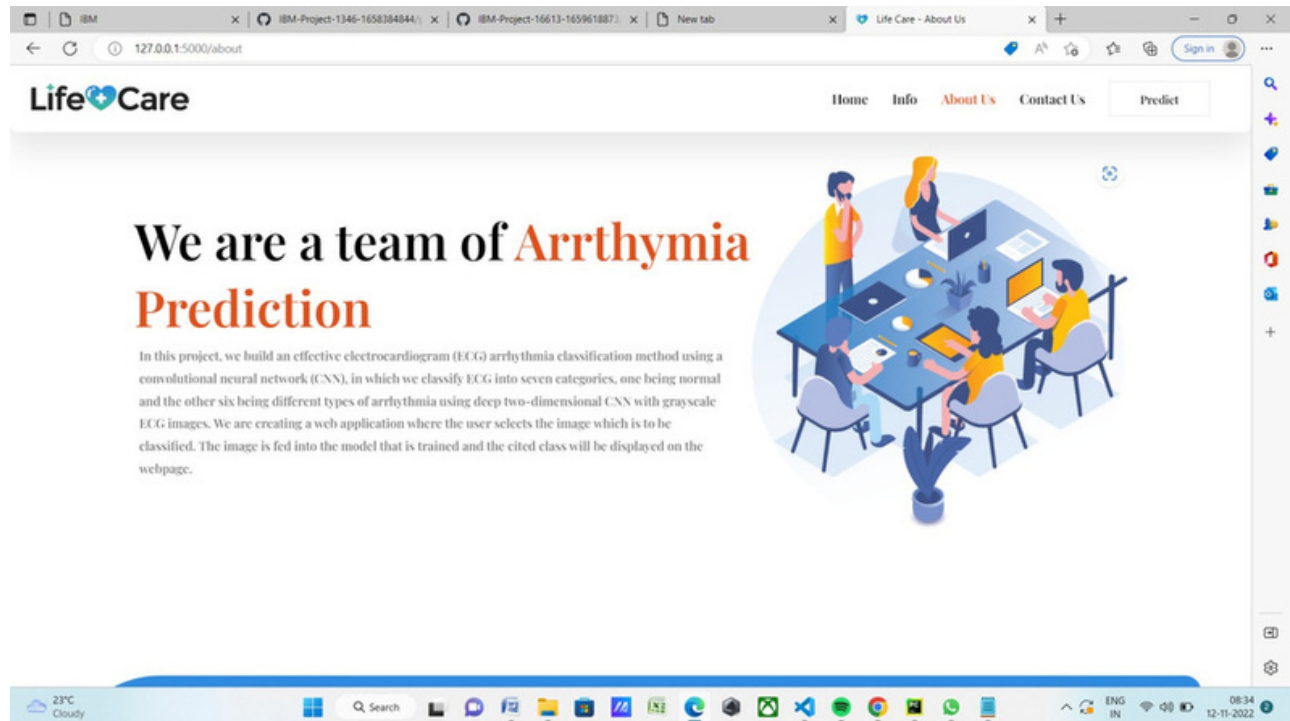 IBM
IBM-Project-1346-1658384844/
IBM-Project-16613-1659618873
New tab
Life Care - About Us
127.0.0.1:5000/about
Sign in
Life Care
Home Info About Us Contact Us Predict
We are a team of Arrthymia
Prediction
In this project, we build an effective electrocardiogram (ECG) arrhythmia classification method using a
convolutional neural network (CNN), in which we classify ECG into seven categories, one being normal
and the other six being different types of arrhythmia using deep two-dimensional CNN with grayscale
ECG images. We are creating a web application where the user selects the image which is to be
classified. The image is fed into the model that is trained and the cited class will be displayed on the
webpage.
23°C
Cloudy
Search
ENG
IN
08:34
12-11-2022